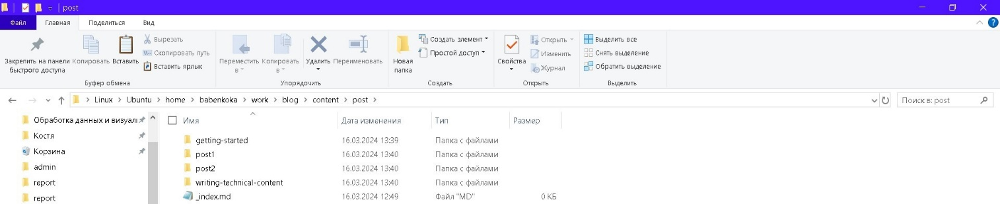 post
Файл Главная Поделиться Вид
Закрепить на панели быстрого доступа
Копировать
Вставить
Вырезать
Скопировать путь
Вставить ярлык
Буфер обмена
Переместить в
Копировать в
Удалить
Переименовать
Упорядочить
Новая папка
Создать элемент
Простой доступ
Создать
Свойства
Открыть
Изменить
Журнал
Открыть
Выделить все
Снять выделение
Обратить выделение
Выделить
Linux > Ubuntu > home > babenkoka > work > blog > content > post >
Поиск в: post
Обработка данных и визуал
Костя
Корзина
admin
report
report
Имя Дата изменения Тип Размер
getting-started 16.03.2024 13:39 Папка с файлами
post1 16.03.2024 13:40 Папка с файлами
post2 16.03.2024 13:40 Папка с файлами
writing-technical-content 16.03.2024 13:40 Папка с файлами
_index.md 16.03.2024 12:49 Файл "MD" 0 КБ